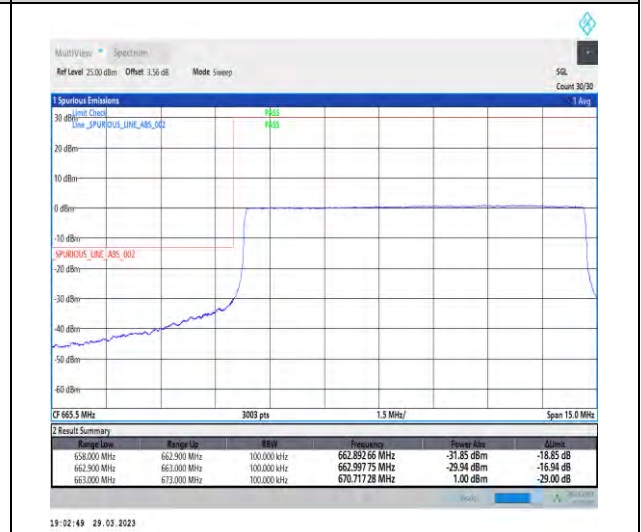 MultiView Spectrum
Ref Level 25.00 dBm Offset 3.56 dB Mode Sweep SGL
Count 30/30
1 Spurious Emissions 1 Avg
30 dBm Limit Check PASS
Line _SPURIOUS_LINE_ABS_002 PASS
20 dBm
10 dBm
0 dBm
-10 dBm
_SPURIOUS_LINE_ABS_002
-20 dBm
-30 dBm
-40 dBm
-50 dBm
-60 dBm
CF 665.5 MHz 3003 pts 1.5 MHz/ Span 15.0 MHz
2 Result Summary
Range Low Range Up RBW Frequency Power Abs ΔLimit
658.000 MHz 662.900 MHz 100.000 kHz 662.892 66 MHz -31.85 dBm -18.85 dB
662.900 MHz 663.000 MHz 100.000 kHz 662.997 75 MHz -29.94 dBm -16.94 dB
663.000 MHz 673.000 MHz 100.000 kHz 670.717 28 MHz 1.00 dBm -29.00 dB
19:02:49 29.03.2023